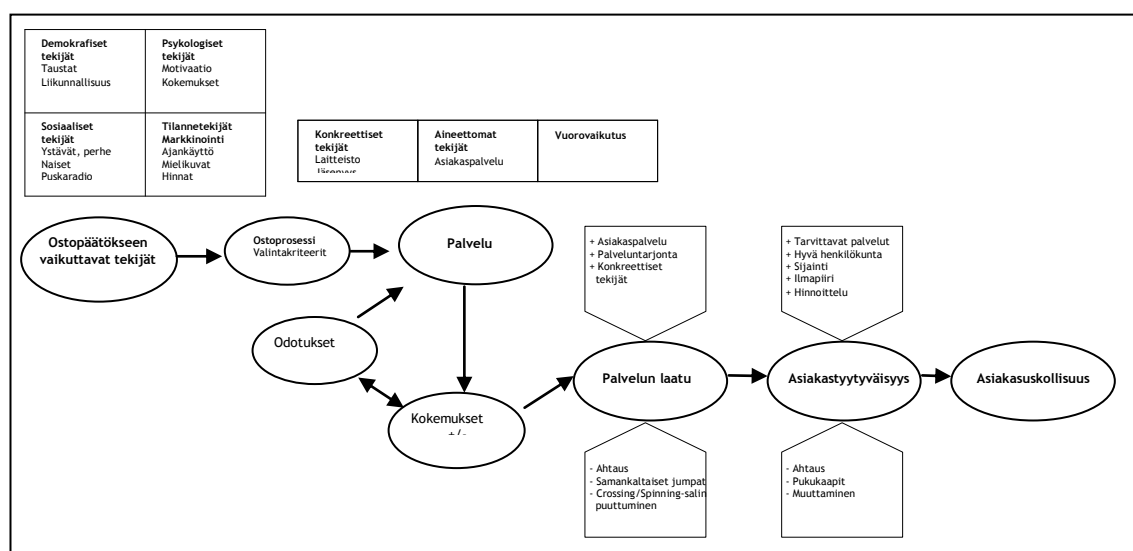 Demokrafiset
tekijät
Taustat
Liikunnallisuus
Psykologiset
tekijät
Motivaatio
Kokemukset
Sosiaaliset
tekijät
Ystävät, perhe
Naiset
Puskaradio
Tilannetekijät
Markkinointi
Ajankäyttö
Mielikuvat
Hinnat
Konkreettiset
tekijät
Laitteisto
Jäsenyys
Aineettomat
tekijät
Asiakaspalvelu
Vuorovaikutus
Ostopäätökseen
vaikuttavat tekijät
Ostoprosessi
Valintakriteerit
Palvelu
+ Asiakaspalvelu
+ Palveluntarjonta
+ Konkreettiset
tekijät
+ Tarvittavat palvelut
+ Hyvä henkilökunta
+ Sijainti
+ Ilmapiiri
+ Hinnoittelu
Odotukset
Kokemukset
+/-
Palvelun laatu
Asiakastyytyväisyys
Asiakasuskollisuus
- Ahtaus
- Samankaltaiset jumpat
- Crossing/Spinning-salin
puuttuminen
- Ahtaus
- Pukukaapit
- Muuttaminen